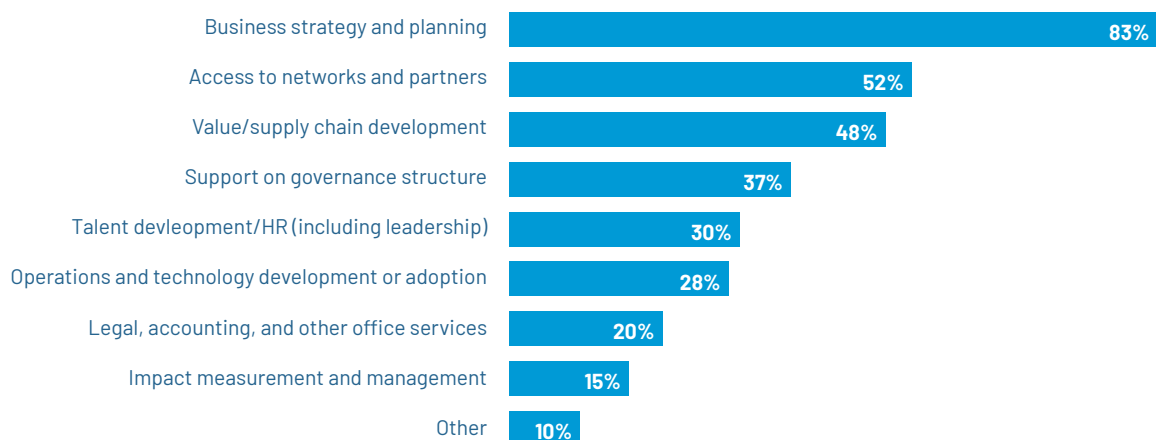 Business strategy and planning 83%
Access to networks and partners 52%
Value/supply chain development 48%
Support on governance structure 37%
Talent devleopment/HR (including leadership) 30%
Operations and technology development or adoption 28%
Legal, accounting, and other office services 20%
Impact measurement and management 15%
Other 10%